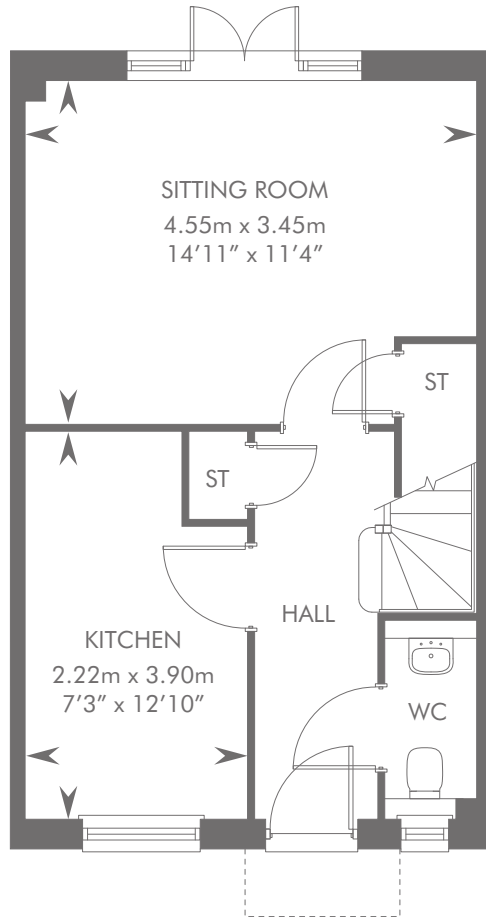 SITTING ROOM
4.55m x 3.45m
14’11” x 11’4”
ST
ST
HALL
KITCHEN
2.22m x 3.90m
7’3” x 12’10”
WC